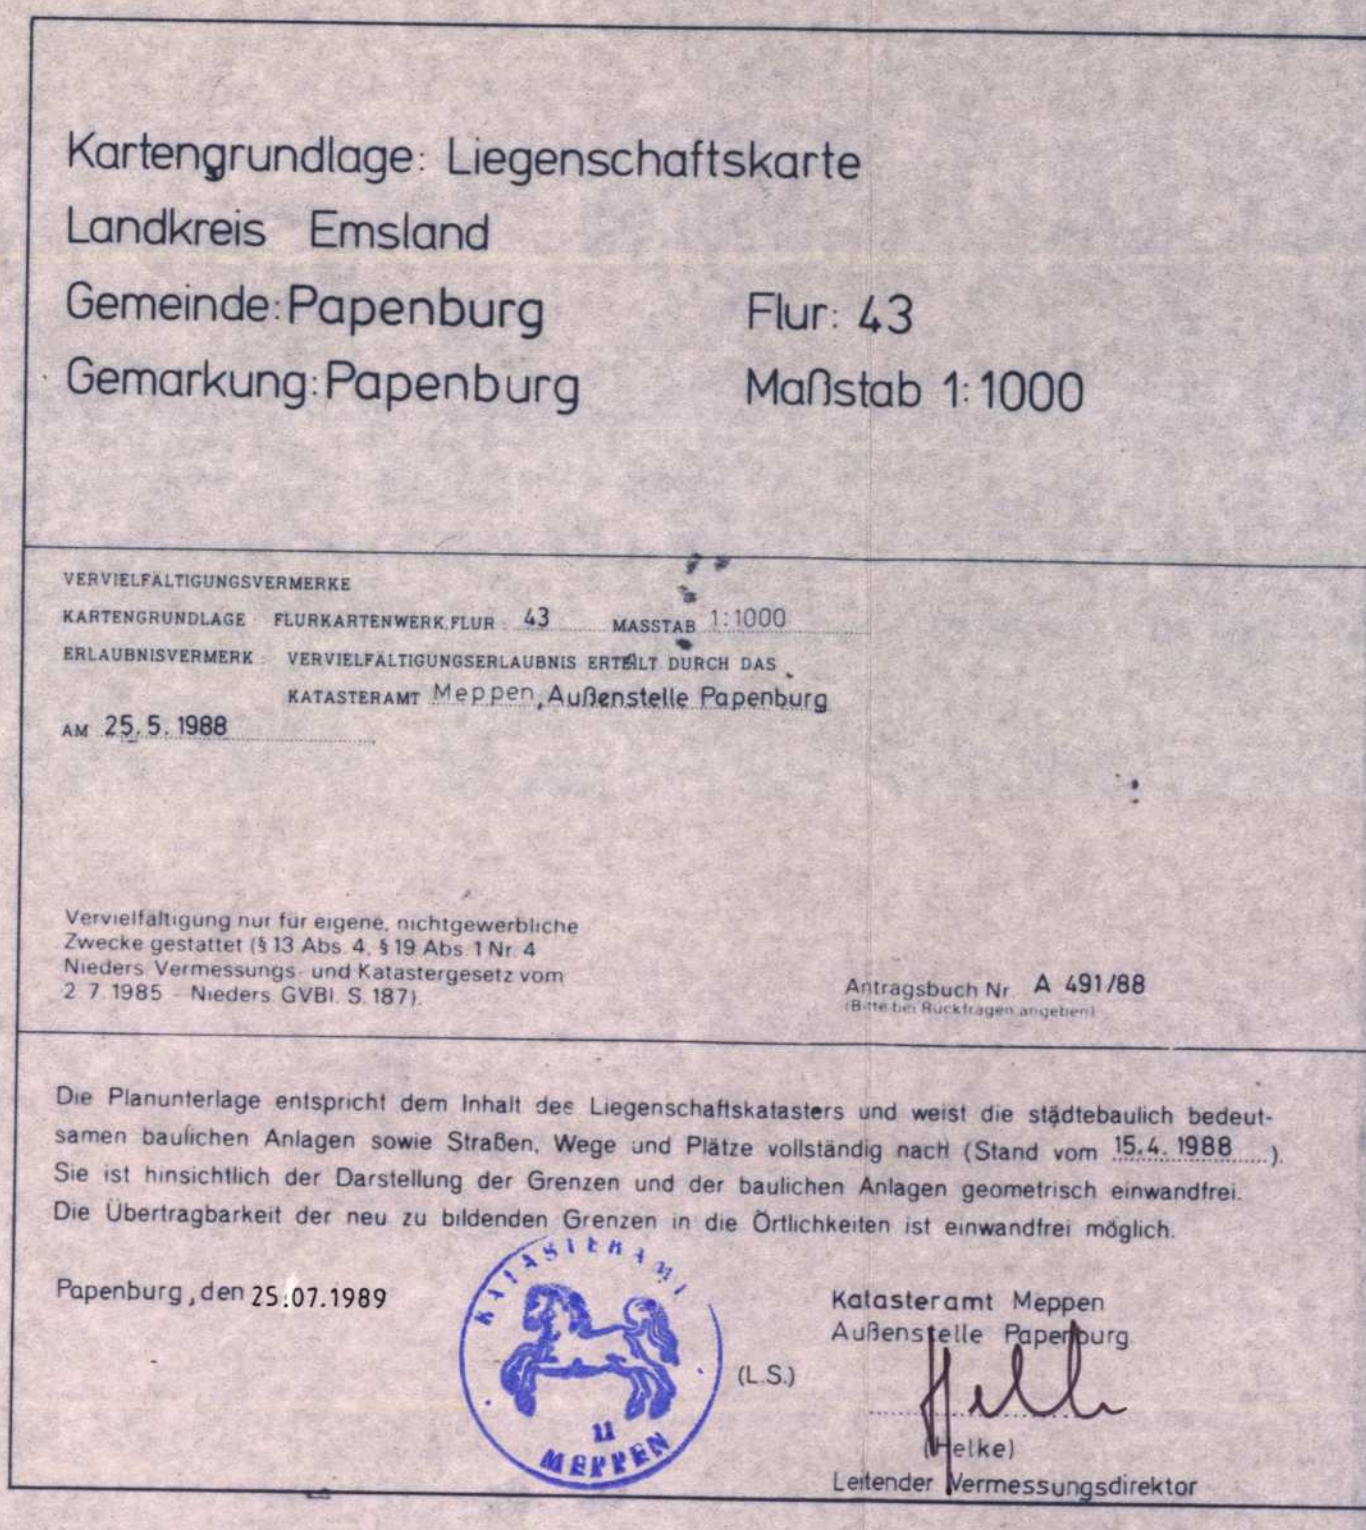 Kartengrundlage: Liegenschaftskarte
Landkreis Emsland
Gemeinde: Papenburg Flur: 43
Gemarkung: Papenburg Maßstab 1:1000
VERVIELFÄLTIGUNGSVERMERKE
KARTENGRUNDLAGE : FLURKARTENWERK, FLUR : 43 MASSTAB 1:1000
ERLAUBNISVERMERK : VERVIELFÄLTIGUNGSERLAUBNIS ERTEILT DURCH DAS
KATASTERAMT Meppen, Außenstelle Papenburg
AM 25.5.1988
Vervielfältigung nur für eigene, nichtgewerbliche
Zwecke gestattet (§ 13 Abs. 4, § 19 Abs. 1 Nr. 4
Nieders. Vermessungs- und Katastergesetz vom
2.7.1985 - Nieders. GVBl. S. 187).
Antragsbuch Nr. A 491/88
(Bitte bei Rückfragen angeben)
Die Planunterlage entspricht dem Inhalt des Liegenschaftskatasters und weist die städtebaulich bedeut-
samen baulichen Anlagen sowie Straßen, Wege und Plätze vollständig nach (Stand vom 15.4.1988).
Sie ist hinsichtlich der Darstellung der Grenzen und der baulichen Anlagen geometrisch einwandfrei.
Die Übertragbarkeit der neu zu bildenden Grenzen in die Örtlichkeiten ist einwandfrei möglich.
Papenburg, den 25.07.1989
KATASTERAMT
11
MEPPEN
(L.S.)
Katasteramt Meppen
Außenstelle Papenburg
Helke
(Helke)
Leitender Vermessungsdirektor